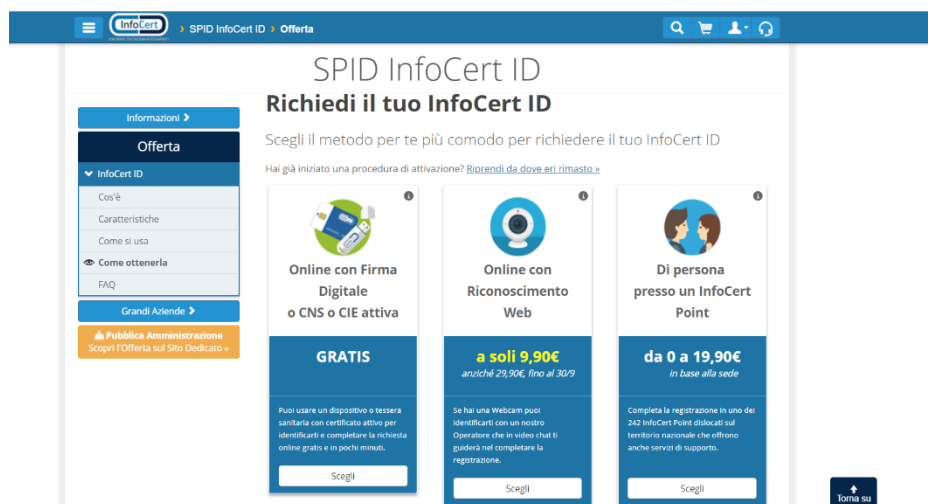 InfoCert
SPID InfoCert ID
Offerta
SPID InfoCert ID
Richiedi il tuo InfoCert ID
Scegli il metodo per te più comodo per richiedere il tuo InfoCert ID
Hai già iniziato una procedura di attivazione? Riprendi da dove eri rimasto »
Informazioni
Offerta
InfoCert ID
Cos'è
Caratteristiche
Come si usa
Come ottenerla
FAQ
Grandi Aziende
Pubblica Amministrazione
Scopri l'Offerta sul Sito Dedicato »
Online con Firma
Digitale
o CNS o CIE attiva
GRATIS
Puoi usare un dispositivo o tessera
sanitaria con certificato attivo per
identificarti e completare la richiesta
online gratis e in pochi minuti.
Scegli
Online con
Riconoscimento
Web
a soli 9,90€
anziché 29,90€, fino al 30/9
Se hai una Webcam puoi
identificarti con un nostro
Operatore che in video chat ti
guiderà nel completare la
registrazione.
Scegli
Di persona
presso un InfoCert
Point
da 0 a 19,90€
in base alla sede
Completa la registrazione in uno dei
242 InfoCert Point dislocati sul
territorio nazionale che offrono
anche servizi di supporto.
Scegli
Torna su